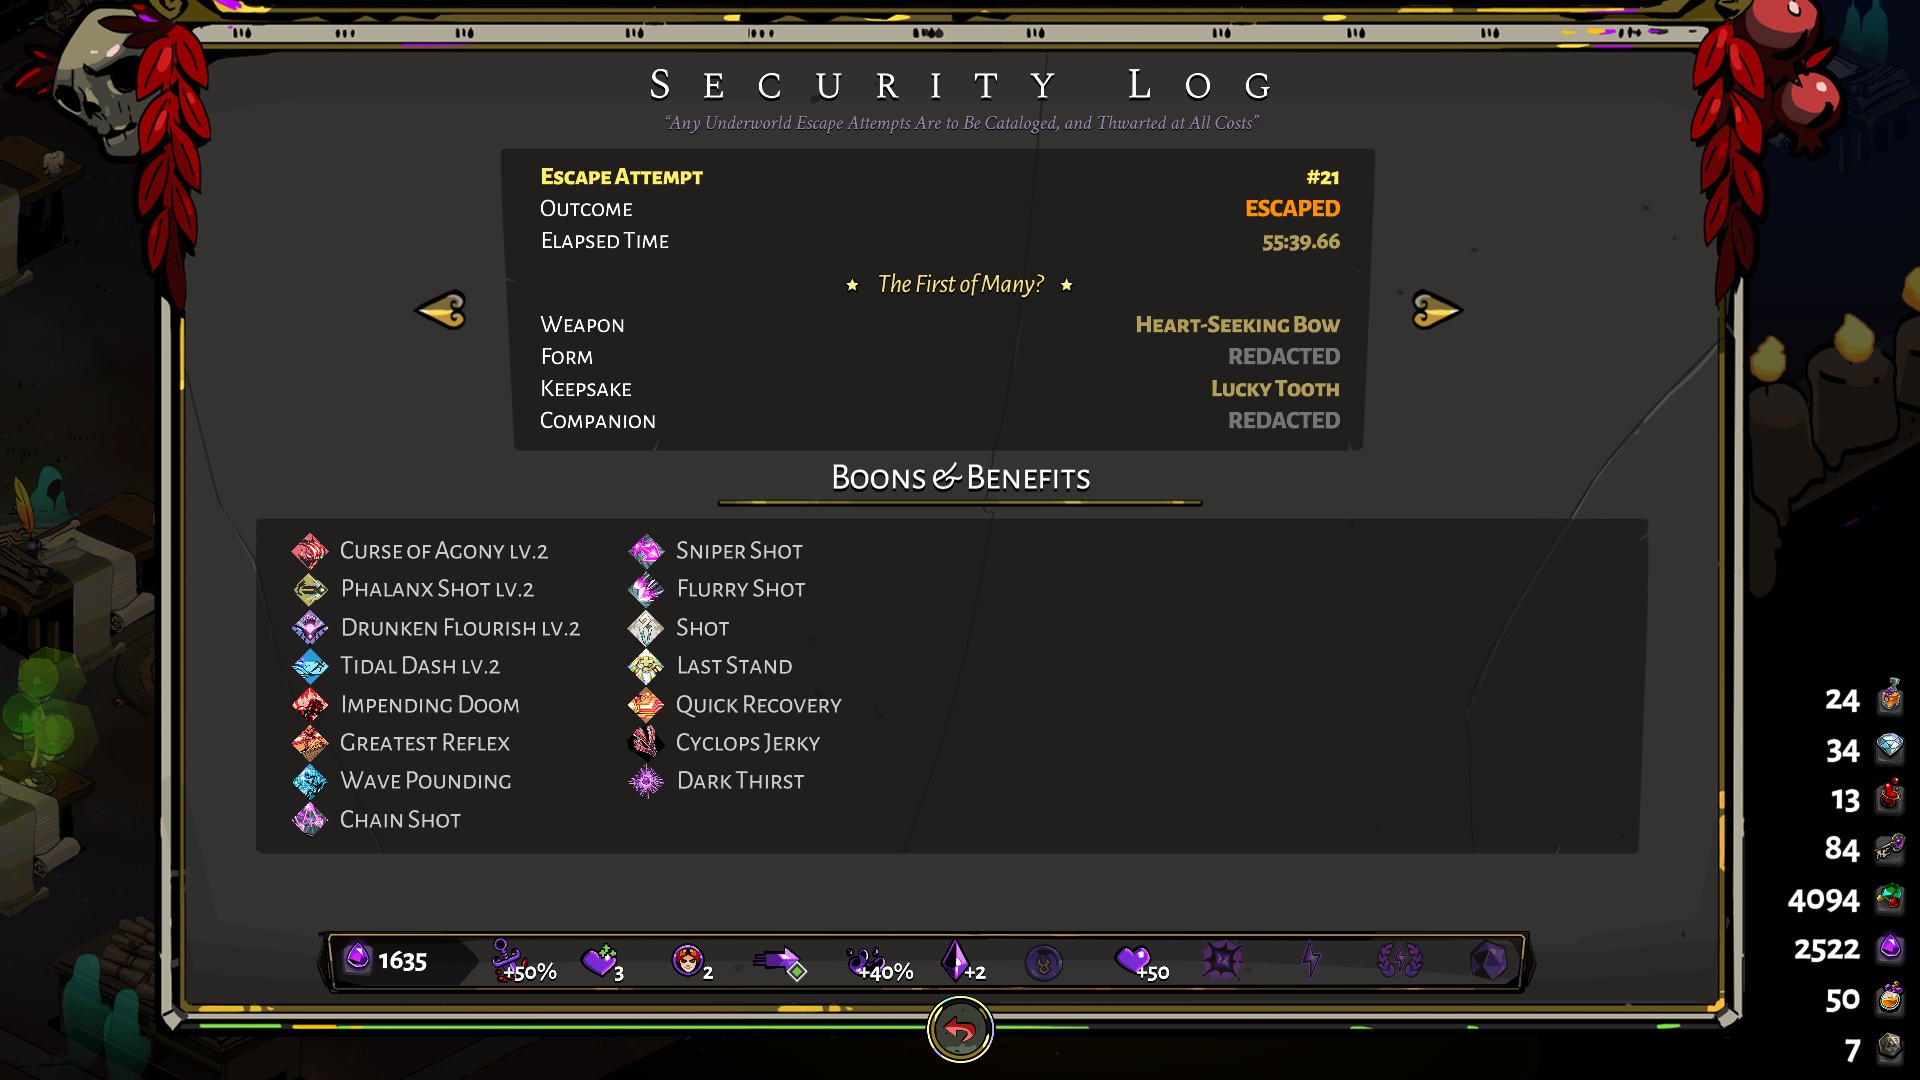 Security Log
“Any Underworld Escape Attempts Are to Be Cataloged, and Thwarted at All Costs”
Escape Attempt #21
Outcome ESCAPED
Elapsed Time 55:39.66
The First of Many?
Weapon Heart-Seeking Bow
Form REDACTED
Keepsake Lucky Tooth
Companion REDACTED
Boons & Benefits
Curse of Agony Lv.2
Phalanx Shot Lv.2
Drunken Flourish Lv.2
Tidal Dash Lv.2
Impending Doom
Greatest Reflex
Wave Pounding
Chain Shot
Sniper Shot
Flurry Shot
Shot
Last Stand
Quick Recovery
Cyclops Jerky
Dark Thirst
1635 +50% 3 2 +40% +2 +50
24
34
13
84
4094
2522
50
7